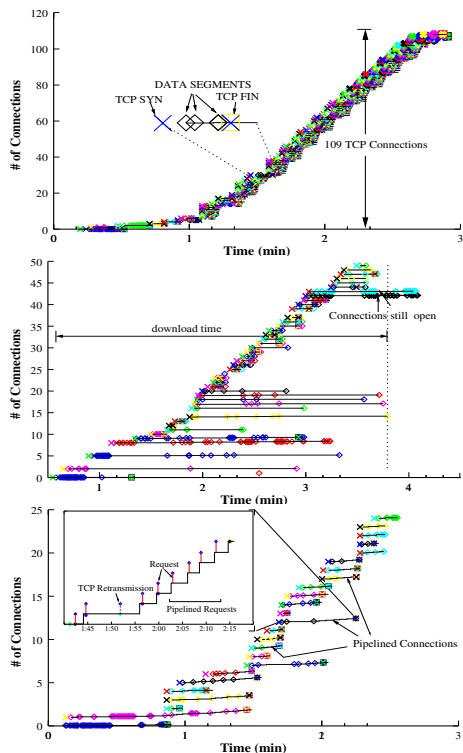 120
100
80
60
40
20
0
# of Connections
DATA SEGMENTS
TCP SYN
TCP FIN
109 TCP Connections
0
1
2
3
Time (min)
50
45
40
35
30
25
20
15
10
5
0
# of Connections
download time
Connections still open
1
2
3
4
Time (min)
25
20
15
10
5
0
# of Connections
Request
TCP Retransmission
Pipelined Requests
1:45
1:50
2:00
2:05
2:10
2:15
Pipelined Connections
0
1
2
3
Time (min)